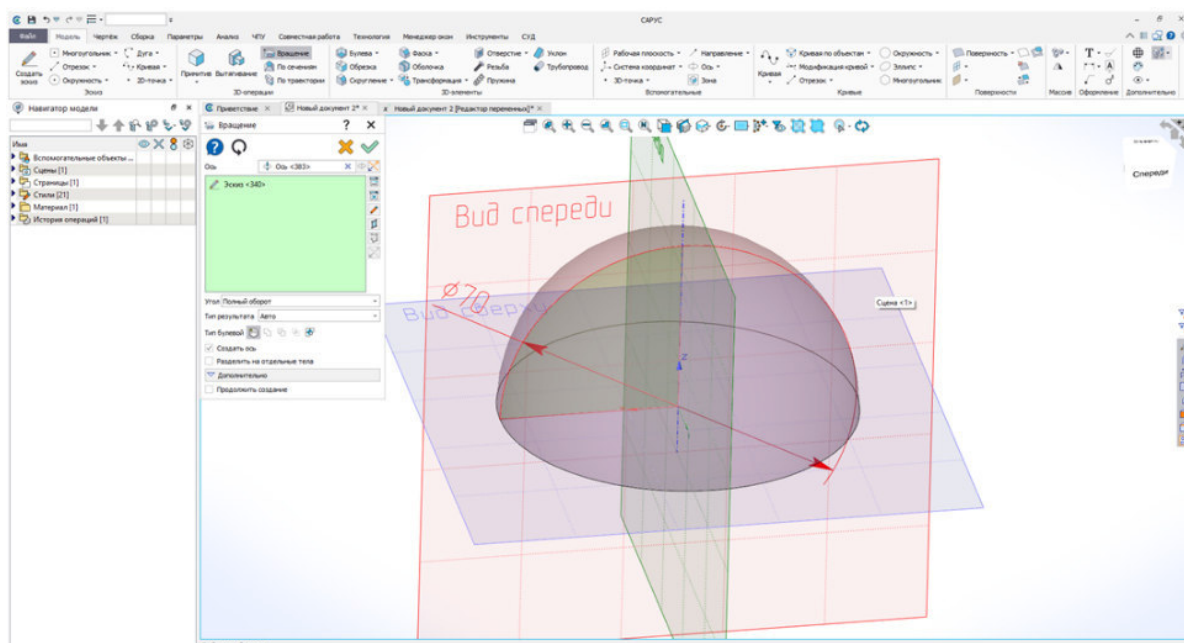 САРУС
Файл Модель Чертёж Сборка Параметры Анализ ЧПУ Совместная работа Технология Менеджер окон Инструменты СУД
Создать эскиз
Многоугольник Дуга
Отрезок Кривая
Окружность 2D-точка
Эскиз
Примитив Вытягивание
Вращение
По сечениям
По траектории
3D-операции
Булева Фаска Отверстие Уклон
Обрезка Оболочка Резьба Трубопровод
Скругление Трансформация Пружина
3D-элементы
Рабочая плоскость Направление
Система координат Ось
3D-точка Зона
Вспомогательные
Кривая
Кривая по объектам Окружность
Модификация кривой Эллипс
Отрезок Многоугольник
Кривые
Поверхность
Поверхности
Массив
Оформление
Дополнительно
Навигатор модели
Приветствие Новый документ 2* Новый документ 2 [Редактор переменных]*
Имя
Вспомогательные объекты ...
Сцены [1]
Страницы [1]
Стили [21]
Материал [1]
История операций [1]
Вращение
Ось Ось <383>
Эскиз <340>
Угол Полный оборот
Тип результата Авто
Тип булевой
Создать ось
Разделить на отдельные тела
Дополнительно
Продолжить создание
Вид спереди
Ø70
Вид сверху
Z
Сцена <1>
Спереди